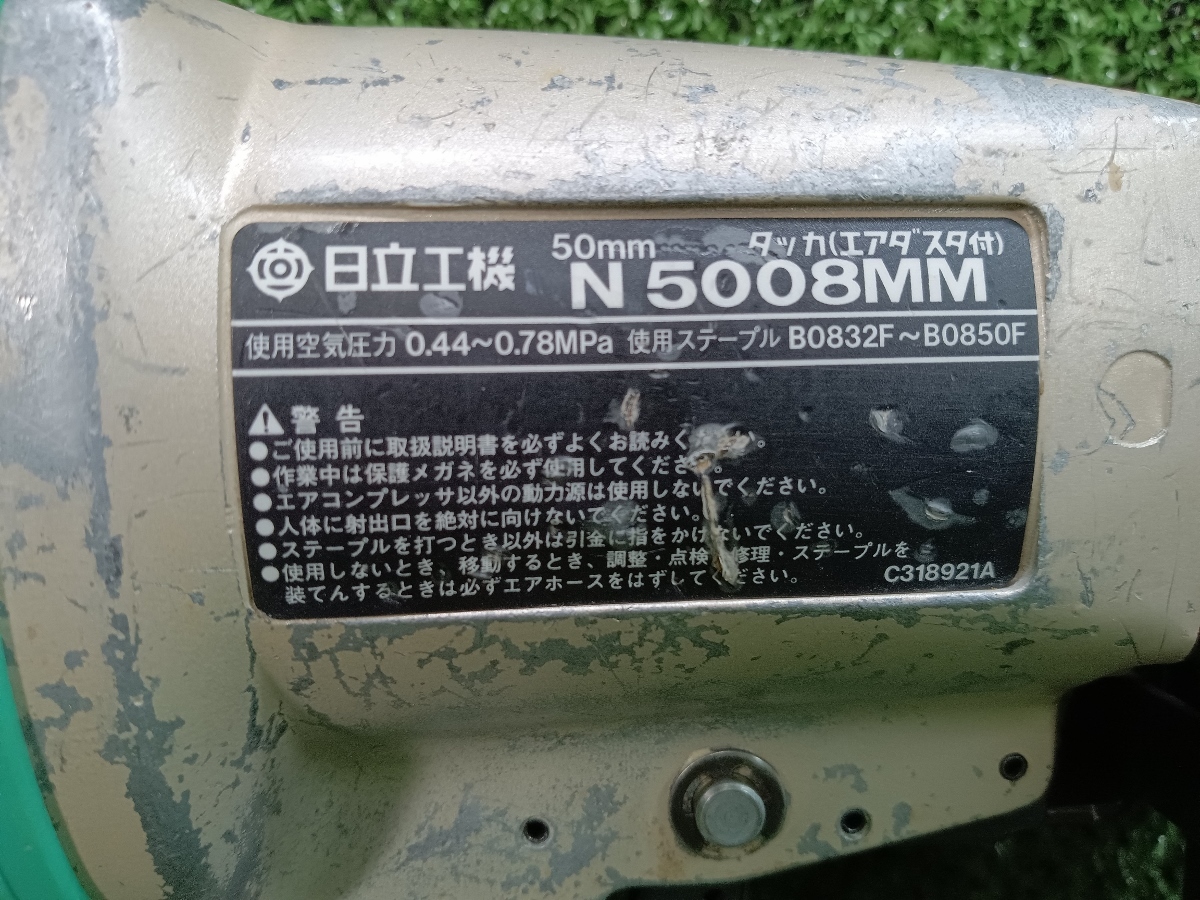 日立工機 50mm タッカ(エアダスタ付)
N 5008MM
使用空気圧力 0.44～0.78MPa 使用ステープル B0832F～B0850F
警告
●ご使用前に取扱説明書を必ずよくお読みく 。
●作業中は保護メガネを必ず使用してください。
●エアコンプレッサ以外の動力源は使用しないでください。
●人体に射出口を絶対に向けないでください。
●ステープルを打つとき以外は引金に指をかけないでください。
●使用しないとき、移動するとき、調整・点検・修理・ステープルを
装てんするときは必ずエアホースをはずしてください。
C318921A